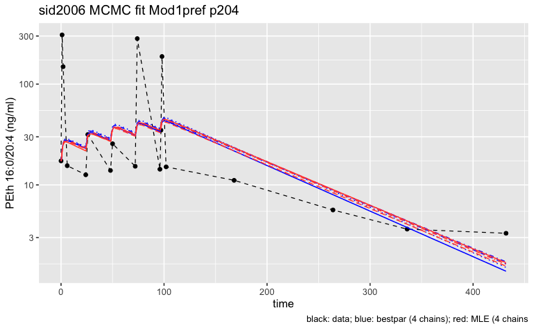 sid2006 MCMC fit Mod1pref p204
PEth 16:0/20:4 (ng/ml)
300
100
30
10
3
0
100
200
300
400
time
black: data; blue: bestpar (4 chains); red: MLE (4 chains